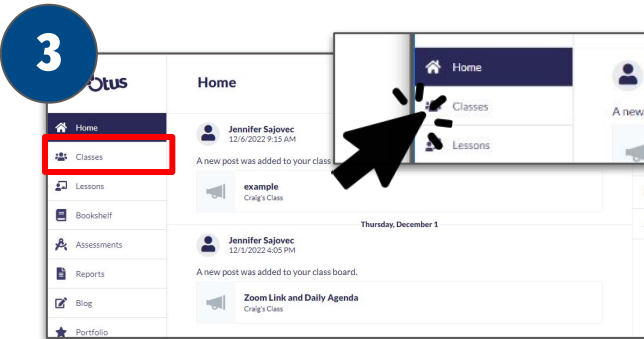 3
Otus
Home
Home
Classes
Lessons
Bookshelf
Assessments
Reports
Blog
Portfolio
Jennifer Sajovec
12/6/2022 9:15 AM
A new post was added to your class
example
Craig's Class
Thursday, December 1
Jennifer Sajovec
12/1/2022 4:05 PM
A new post was added to your class board.
Zoom Link and Daily Agenda
Craig's Class
Home
Classes
Lessons
A new